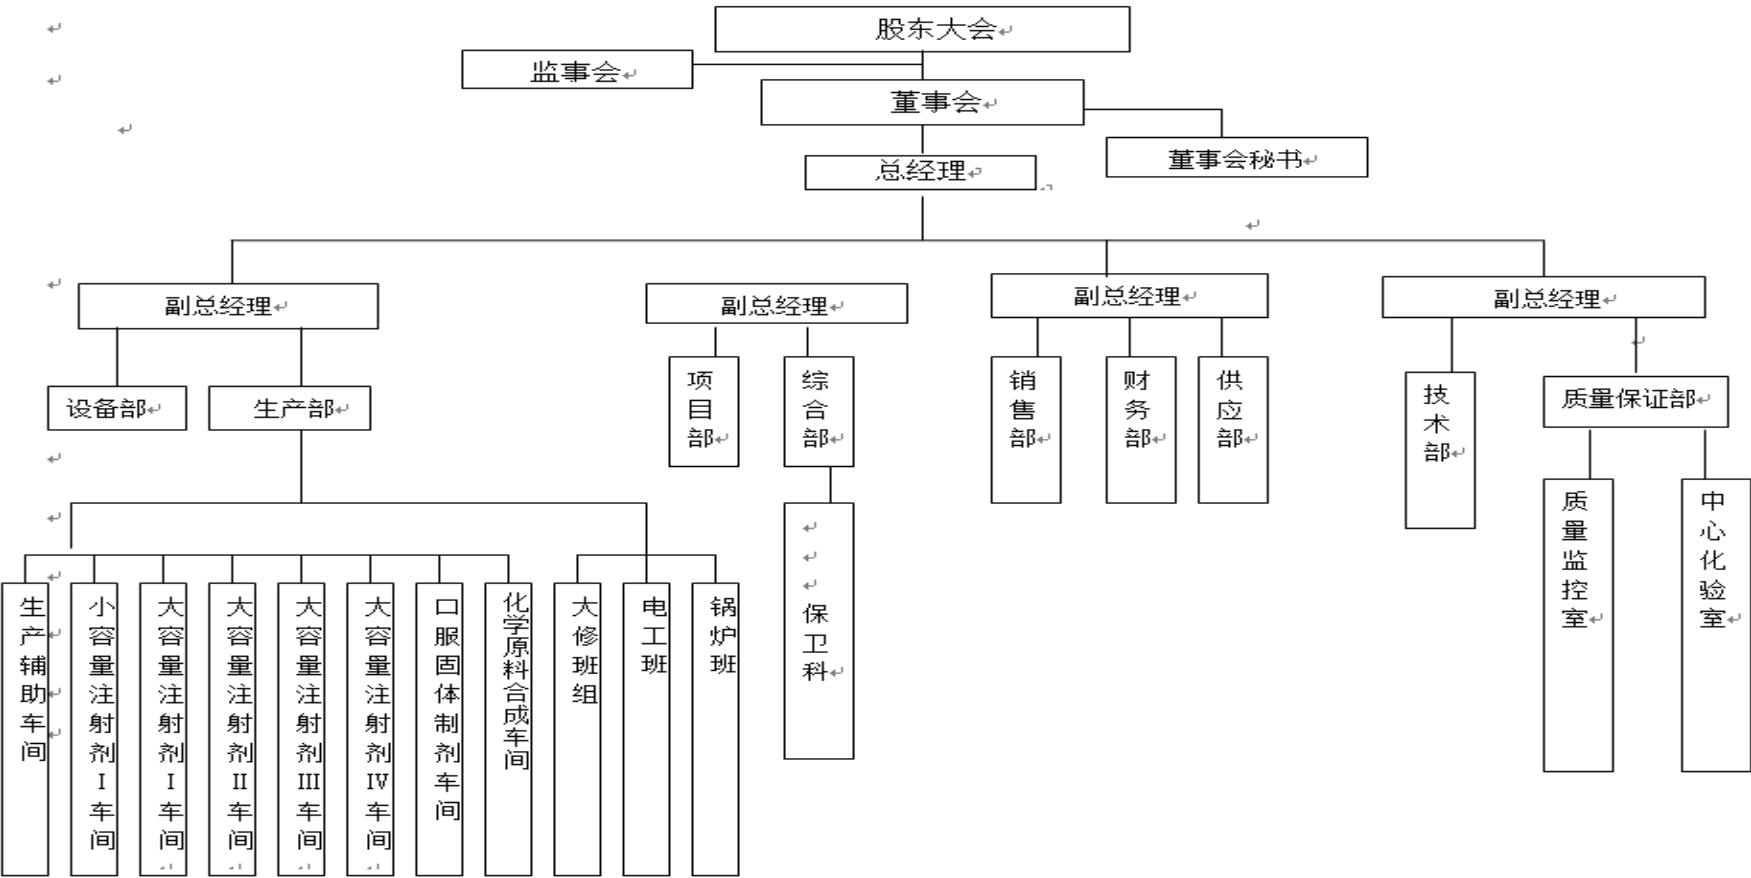 股东大会
监事会
董事会
董事会秘书
总经理
副总经理
副总经理
副总经理
副总经理
设备部
生产部
项目部
综合部
销售部
财务部
供应部
技术部
质量保证部
质量监控室
中心化验室
保卫科
生产辅助车间
小容量注射剂I车间
大容量注射剂I车间
大容量注射剂II车间
大容量注射剂III车间
大容量注射剂IV车间
口服固体制剂车间
化学原料合成车间
大修班组
电工班
锅炉班